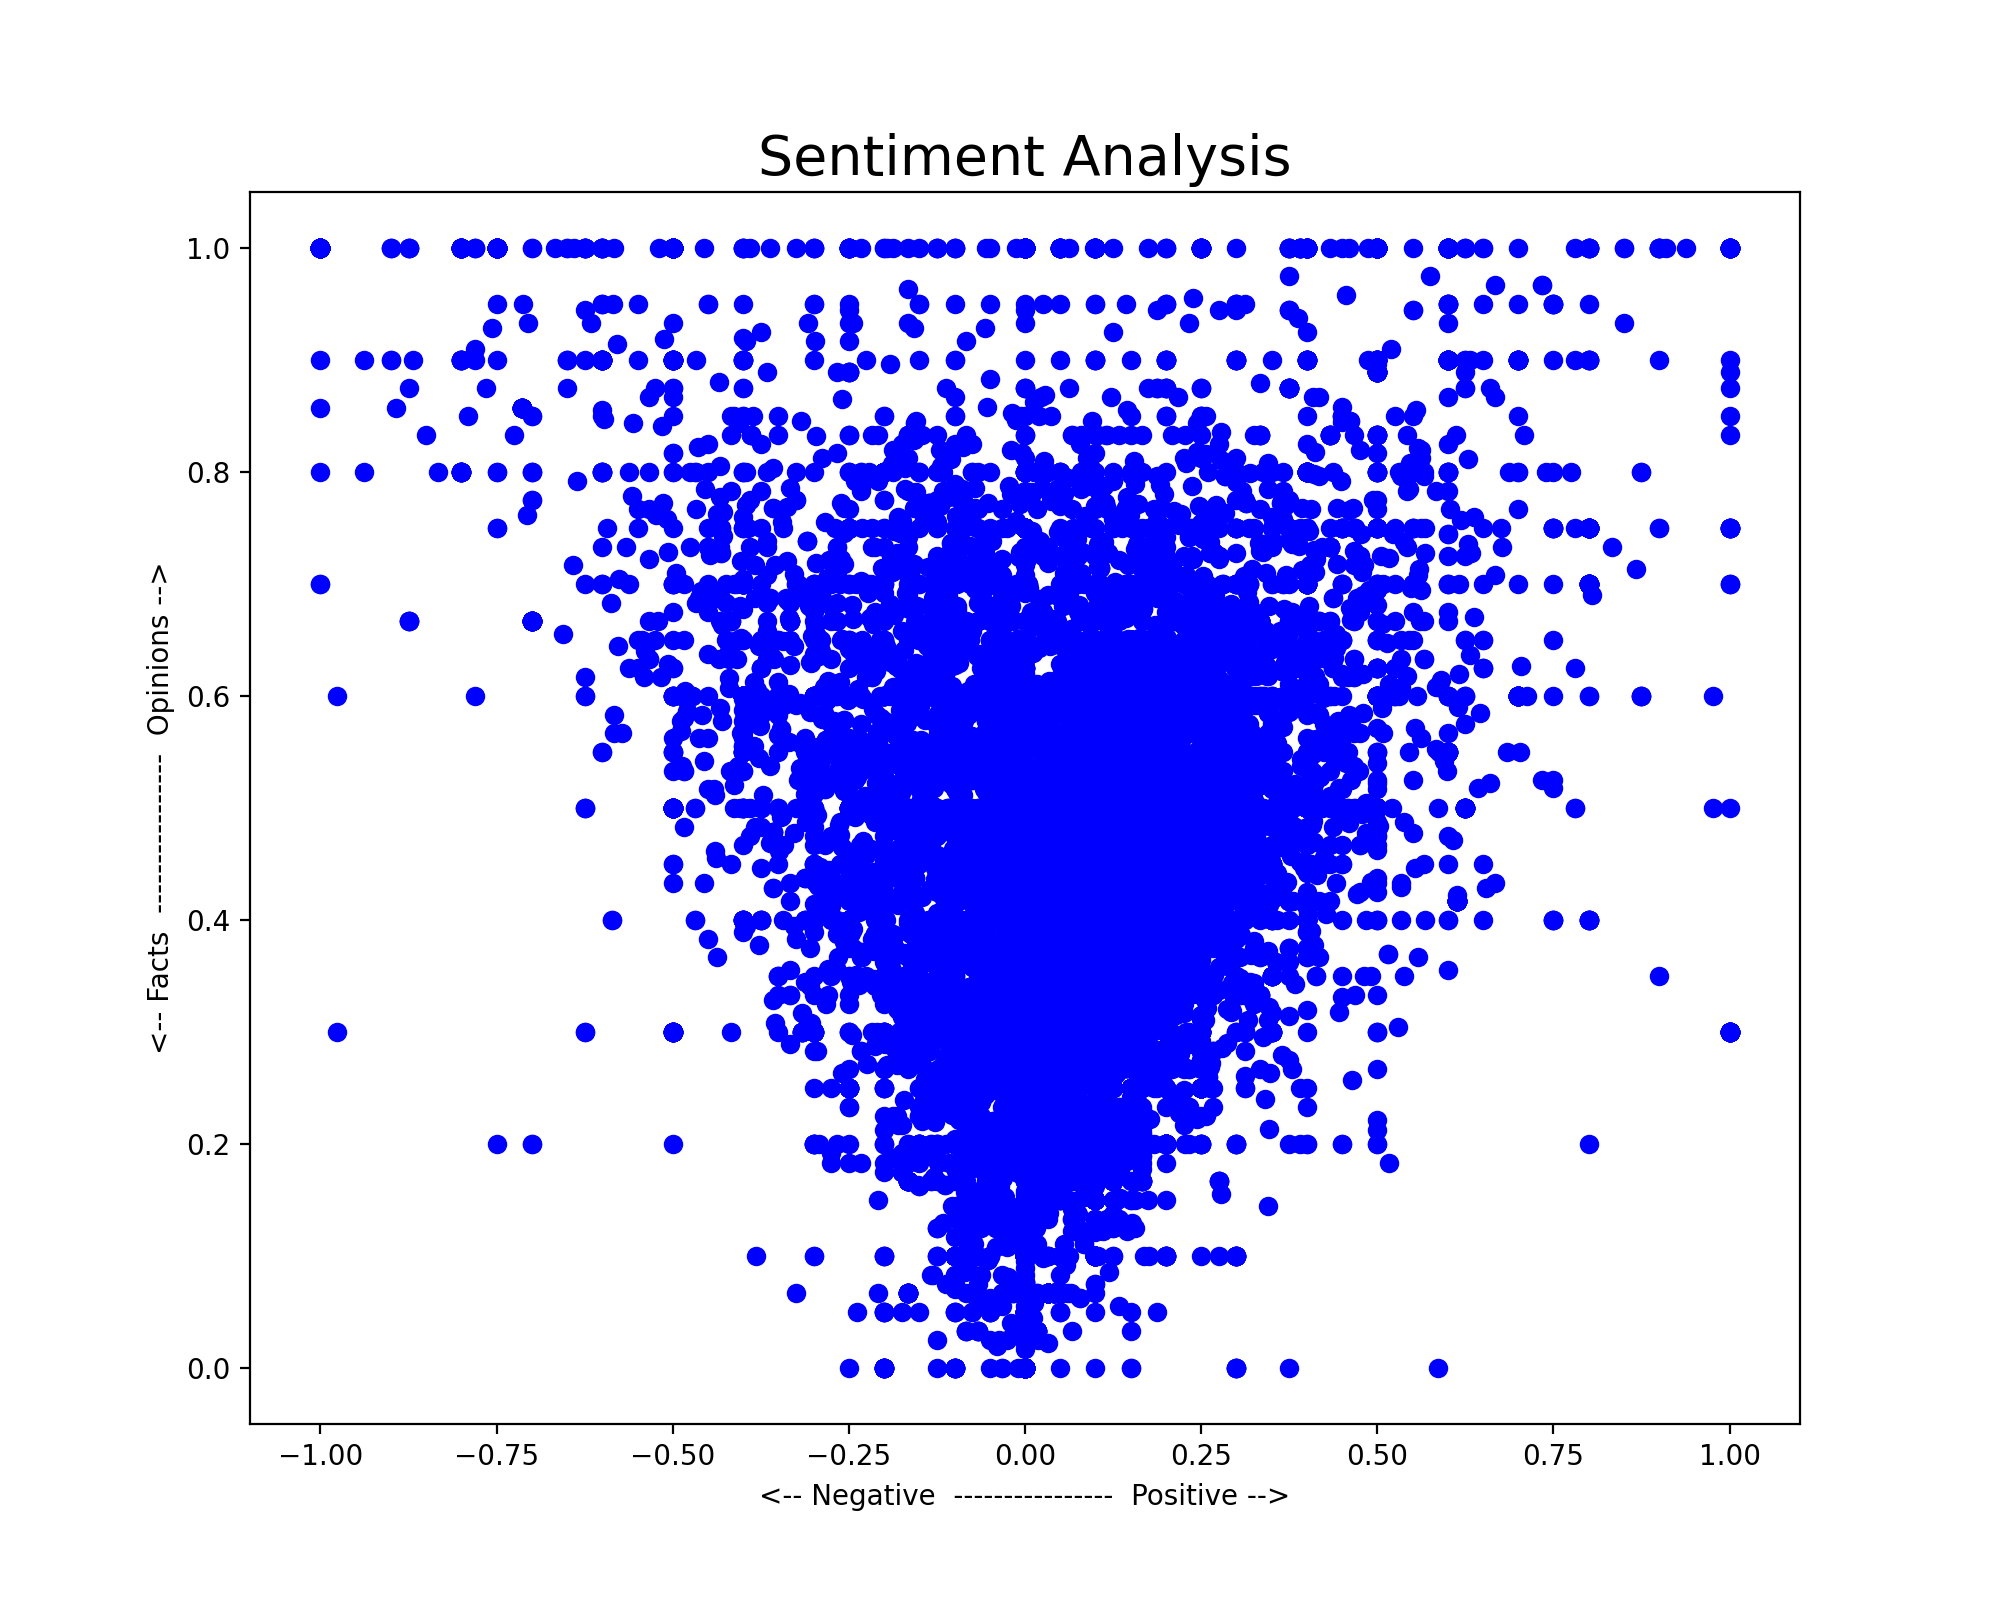 Sentiment Analysis
1.0
0.8
0.6
0.4
0.2
0.0
<-- Facts --------------- Opinions -->
−1.00 −0.75 −0.50 −0.25 0.00 0.25 0.50 0.75 1.00
<-- Negative --------------- Positive -->